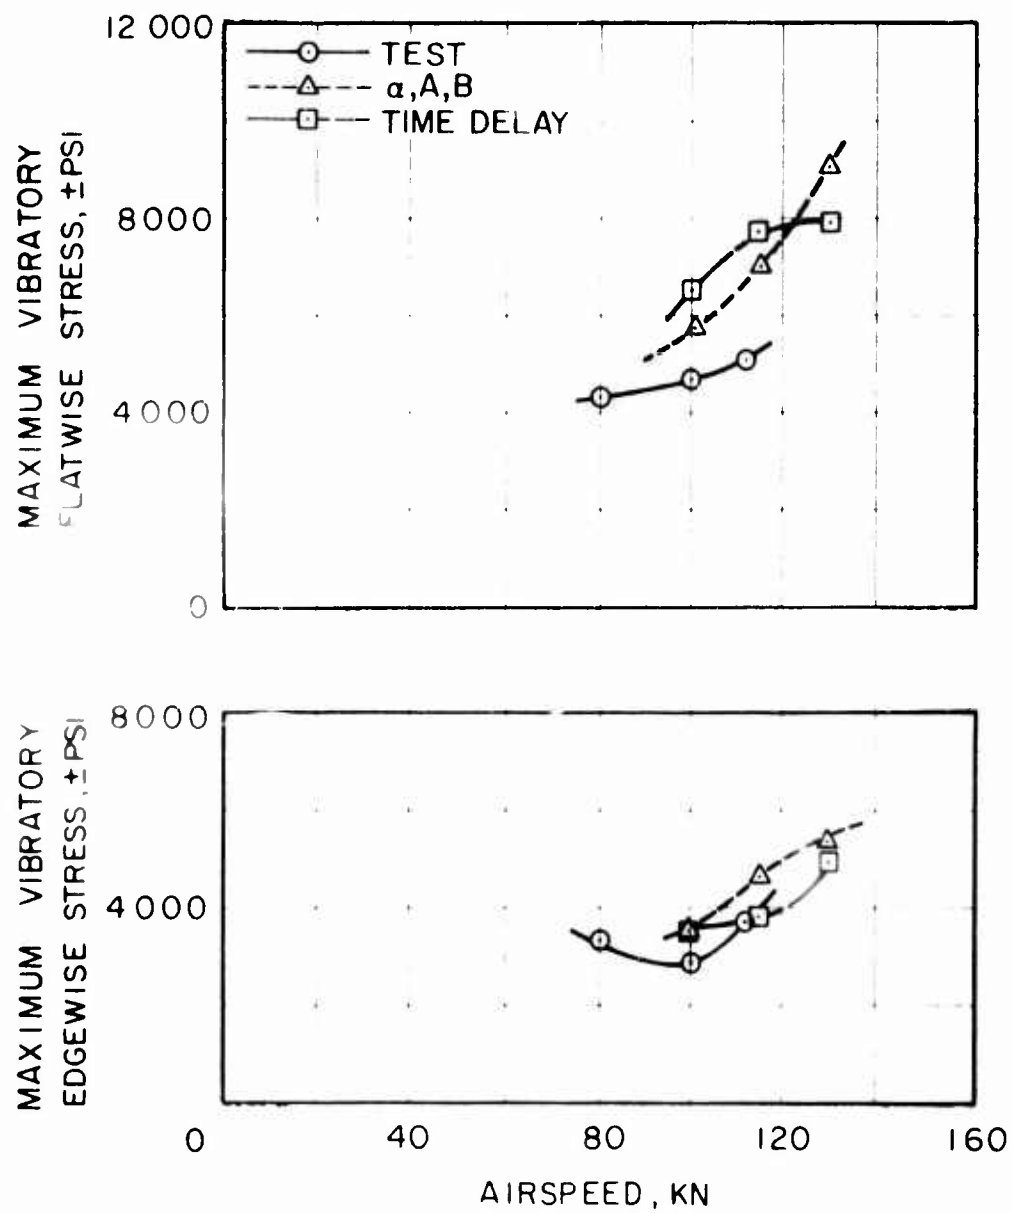 12 000
TEST
α,A,B
TIME DELAY
MAXIMUM VIBRATORY
FLATWISE STRESS, ±PSI
8000
4000
0
MAXIMUM VIBRATORY
EDGEWISE STRESS, ±PSI
8000
4000
0 40 80 120 160
AIRSPEED, KN